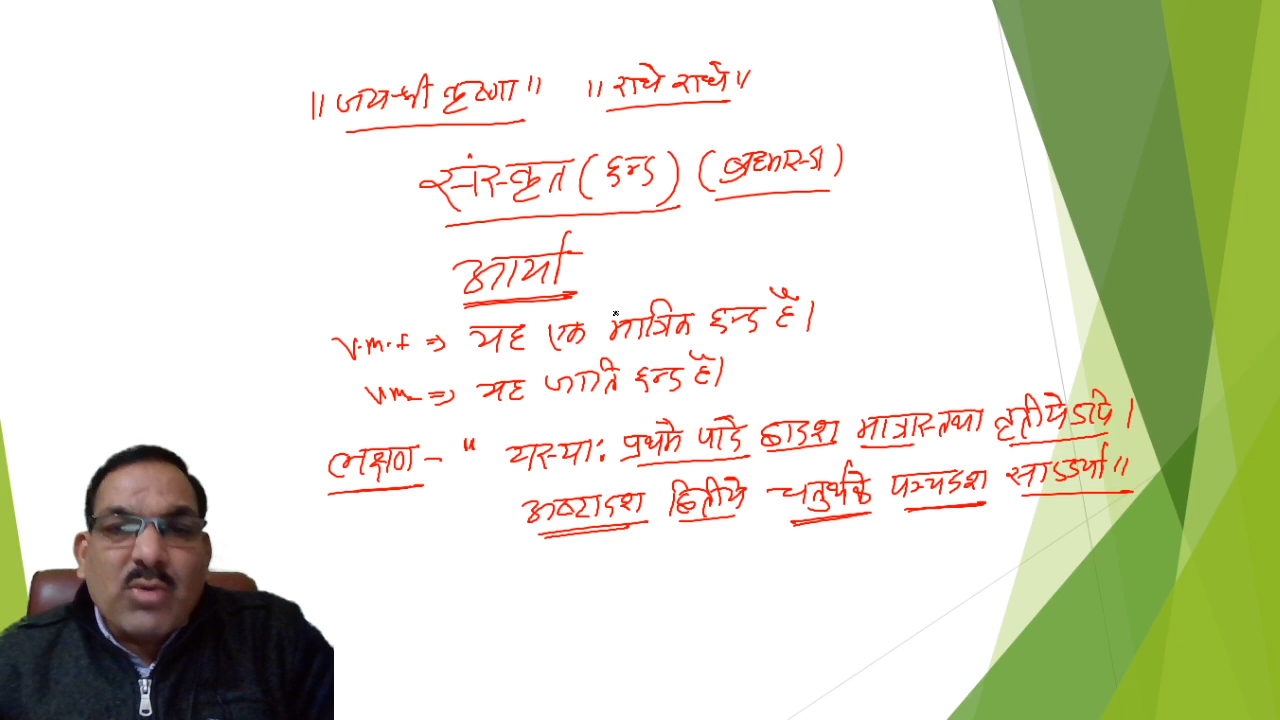 ॥ जय श्री कृष्णा ॥ ॥ राधे राधे ॥
संस्कृत (छन्द)
आर्या
V.m.f ⇒ यह एक मात्रिक छन्द है।
v.m ⇒ यह जाति छन्द है।
लक्षण - " यस्याः प्रथमे पादे द्वादश मात्रास्तथा तृतीयेऽपि।
अष्टादश द्वितीये चतुर्थके पञ्चदश साऽऽर्या॥